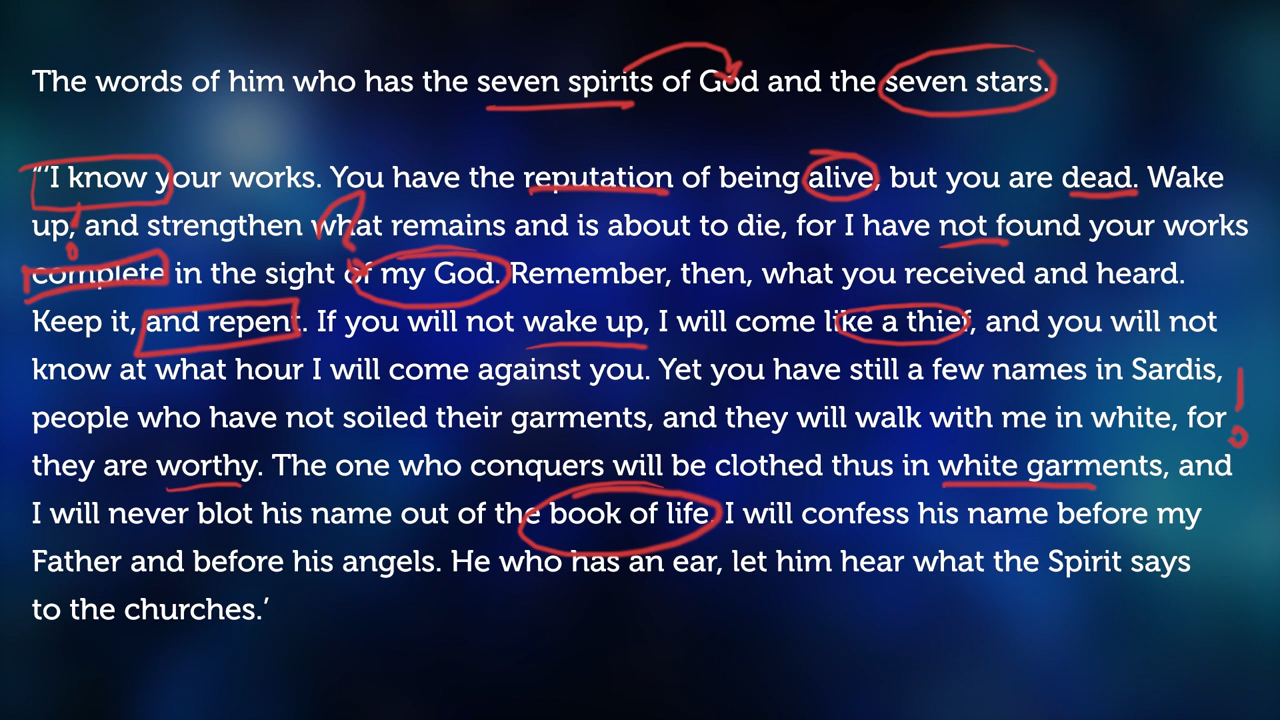 The words of him who has the seven spirits of God and the seven stars.
“‘I know your works. You have the reputation of being alive, but you are dead. Wake
up, and strengthen what remains and is about to die, for I have not found your works
complete in the sight of my God. Remember, then, what you received and heard.
Keep it, and repent. If you will not wake up, I will come like a thief, and you will not
know at what hour I will come against you. Yet you have still a few names in Sardis,
people who have not soiled their garments, and they will walk with me in white, for
they are worthy. The one who conquers will be clothed thus in white garments, and
I will never blot his name out of the book of life. I will confess his name before my
Father and before his angels. He who has an ear, let him hear what the Spirit says
to the churches.’